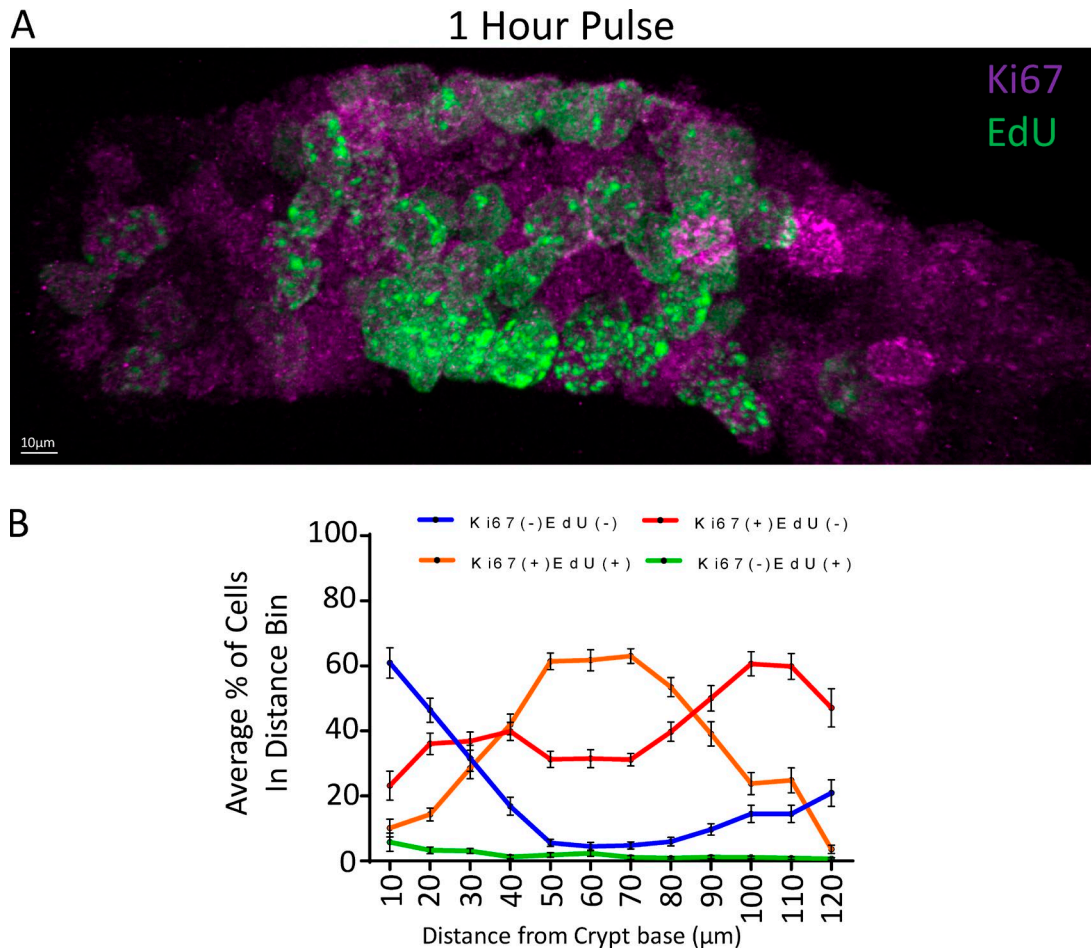 A
1 Hour Pulse
Ki67
EdU
10µm
B
Ki67(-)EdU(-)
Ki67(+)EdU(-)
Ki67(+)EdU(+)
Ki67(-)EdU(+)
Average % of Cells
In Distance Bin
100
80
60
40
20
0
10
20
30
40
50
60
70
80
90
100
110
120
Distance from Crypt base (µm)